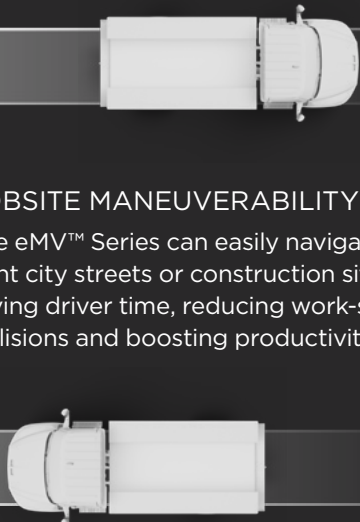 OBSITE MANEUVERABILITY
e eMV™ Series can easily naviga
nt city streets or construction si
ving driver time, reducing work-s
lisions and boosting productivit